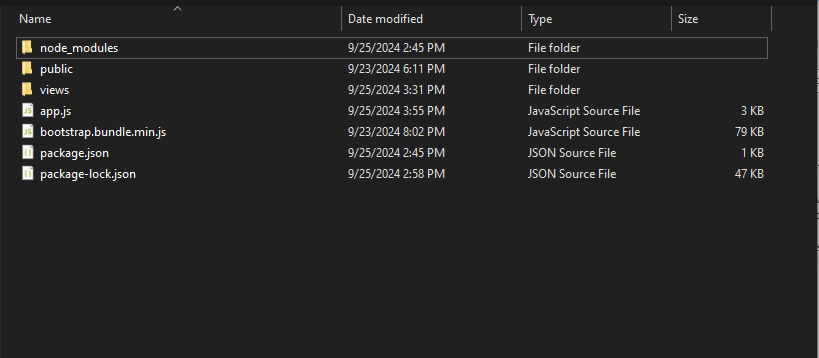 Name Date modified Type Size
node_modules 9/25/2024 2:45 PM File folder
public 9/23/2024 6:11 PM File folder
views 9/25/2024 3:31 PM File folder
app.js 9/25/2024 3:55 PM JavaScript Source File 3 KB
bootstrap.bundle.min.js 9/23/2024 8:02 PM JavaScript Source File 79 KB
package.json 9/25/2024 2:45 PM JSON Source File 1 KB
package-lock.json 9/25/2024 2:58 PM JSON Source File 47 KB